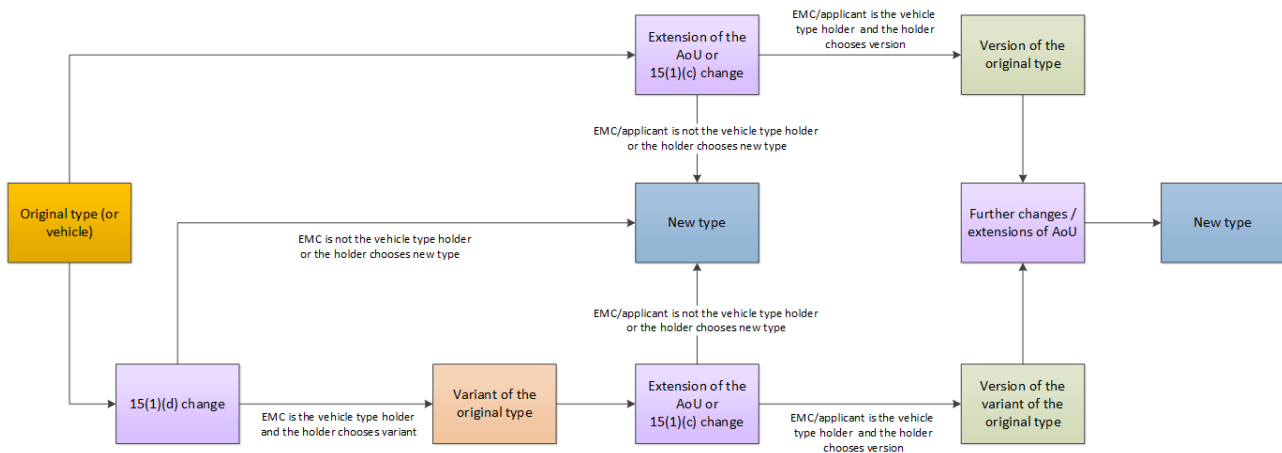 EMC/applicant is the vehicle
type holder and the holder
chooses version
Extension of the
AoU or
15(1)(c) change
Version of the
original type
EMC/applicant is not the vehicle type holder
or the holder chooses new type
Original type (or
vehicle)
New type
Further changes /
extensions of AoU
New type
EMC is not the vehicle type holder
or the holder chooses new type
EMC/applicant is not the vehicle type holder
or the holder chooses new type
15(1)(d) change
EMC is the vehicle type holder
and the holder chooses variant
Variant of the
original type
Extension of the
AoU or
15(1)(c) change
EMC/applicant is the vehicle
type holder and the holder
chooses version
Version of the
variant of the
original type